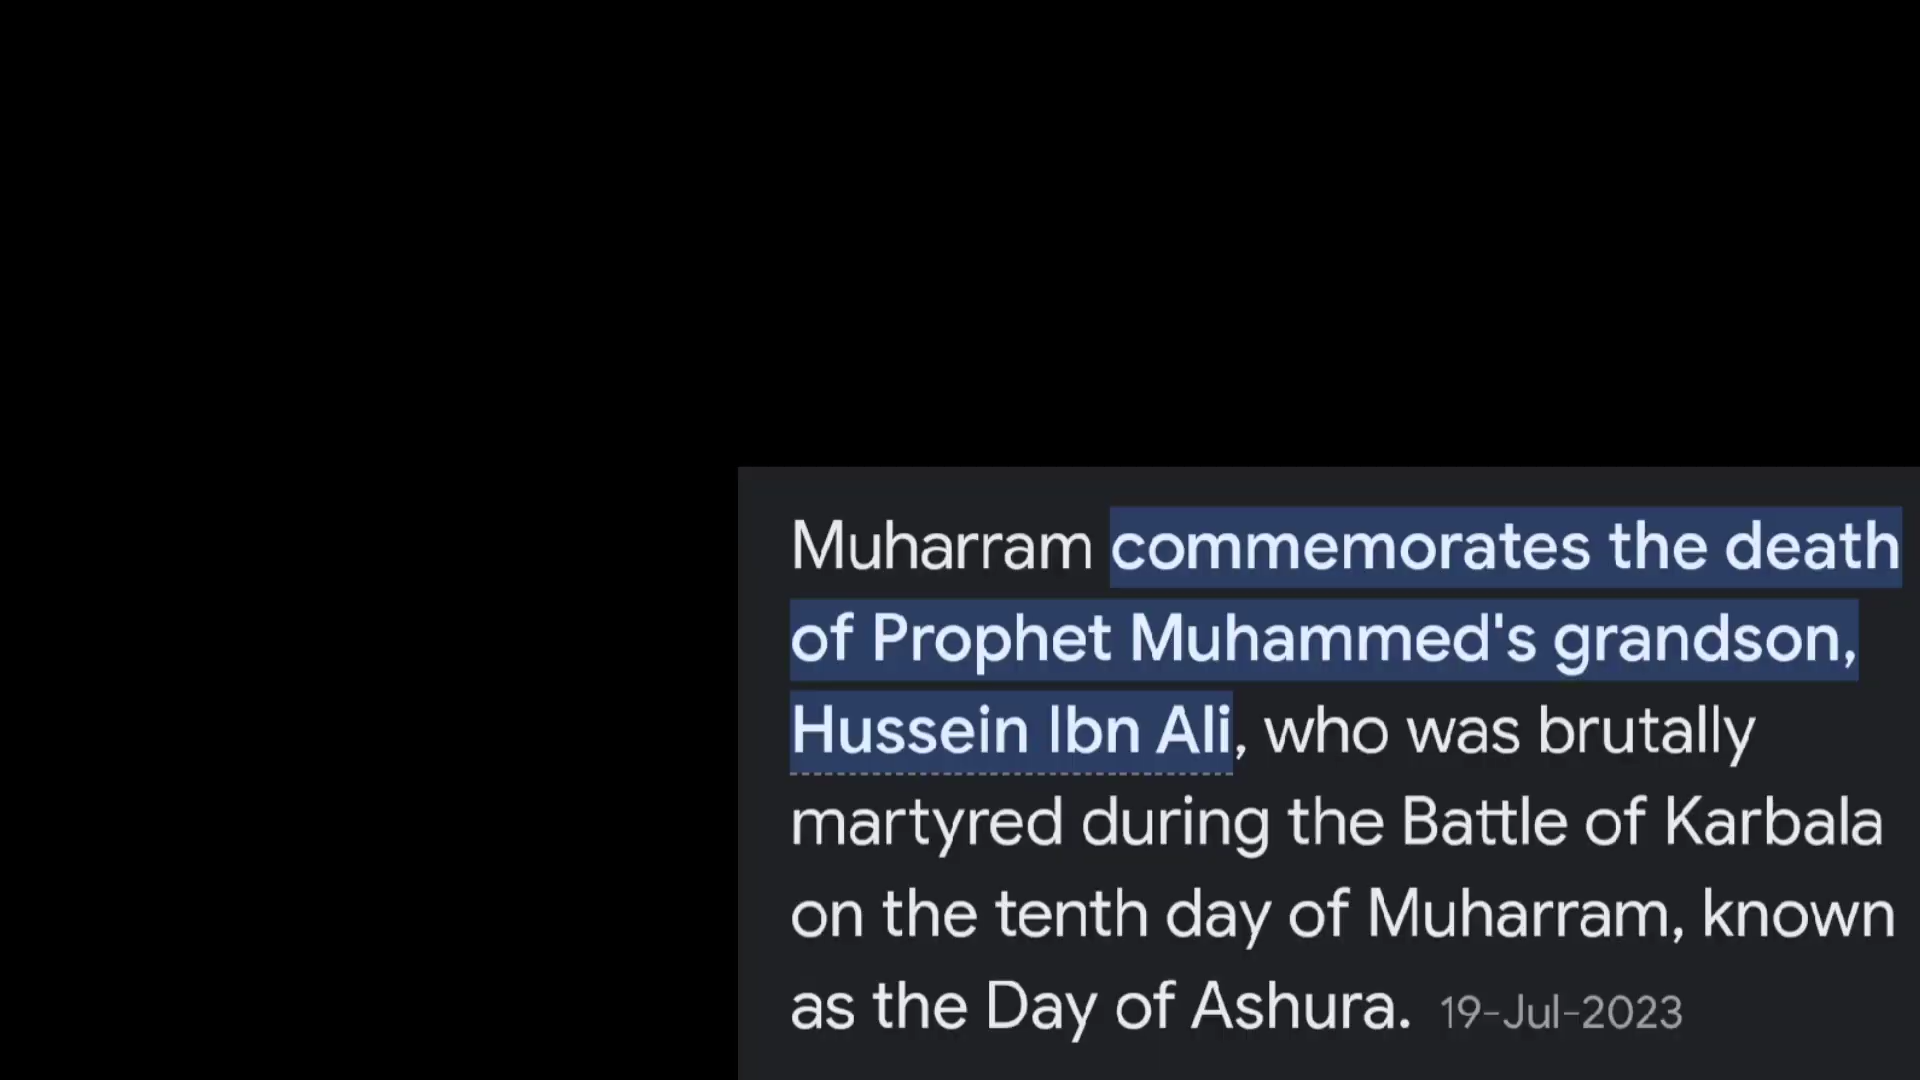 Muharram commemorates the death
of Prophet Muhammed's grandson,
Hussein Ibn Ali, who was brutally
martyred during the Battle of Karbala
on the tenth day of Muharram, known
as the Day of Ashura. 19-Jul-2023